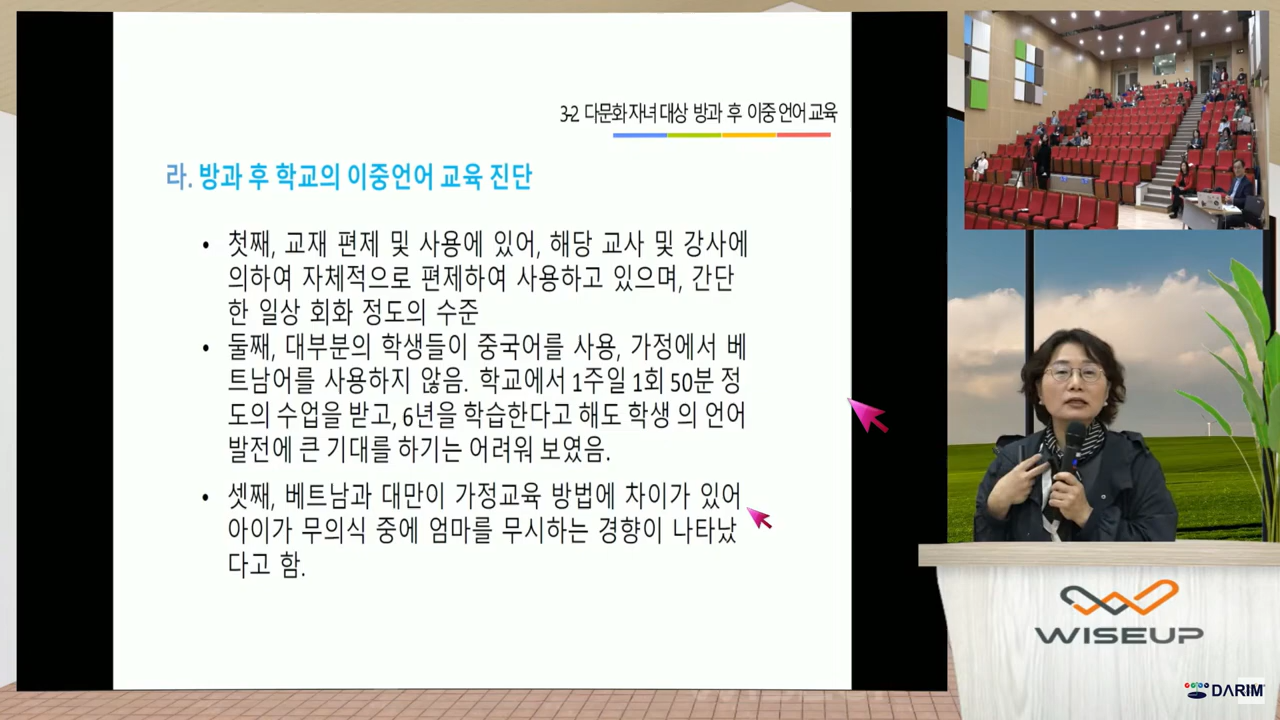 3-2 다문화자녀 대상 방과 후 이중 언어 교육
라. 방과 후 학교의 이중언어 교육 진단
• 첫째, 교재 편제 및 사용에 있어, 해당 교사 및 강사에
의하여 자체적으로 편제하여 사용하고 있으며, 간단
한 일상 회화 정도의 수준
• 둘째, 대부분의 학생들이 중국어를 사용, 가정에서 베
트남어를 사용하지 않음. 학교에서 1주일 1회 50분 정
도의 수업을 받고, 6년을 학습한다고 해도 학생 의 언어
발전에 큰 기대를 하기는 어려워 보였음.
• 셋째, 베트남과 대만이 가정교육 방법에 차이가 있어
아이가 무의식 중에 엄마를 무시하는 경향이 나타났
다고 함.
WISEUP
DARIM